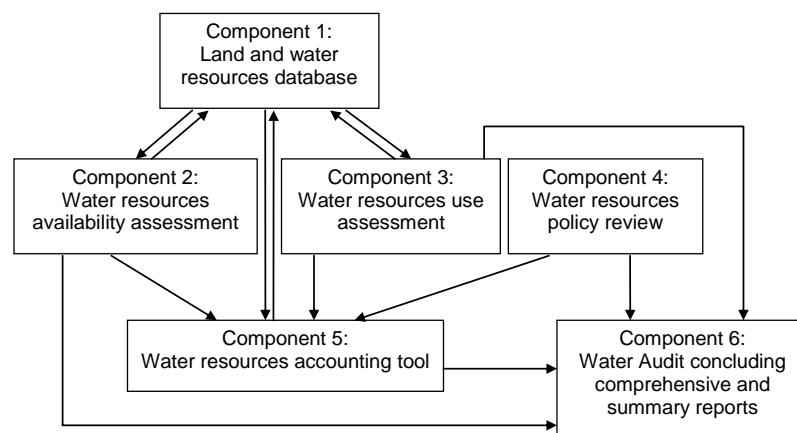 Component 1:
Land and water
resources database
Component 2:
Water resources
availability assessment
Component 3:
Water resources use
assessment
Component 4:
Water resources
policy review
Component 5:
Water resources accounting tool
Component 6:
Water Audit concluding
comprehensive and
summary reports